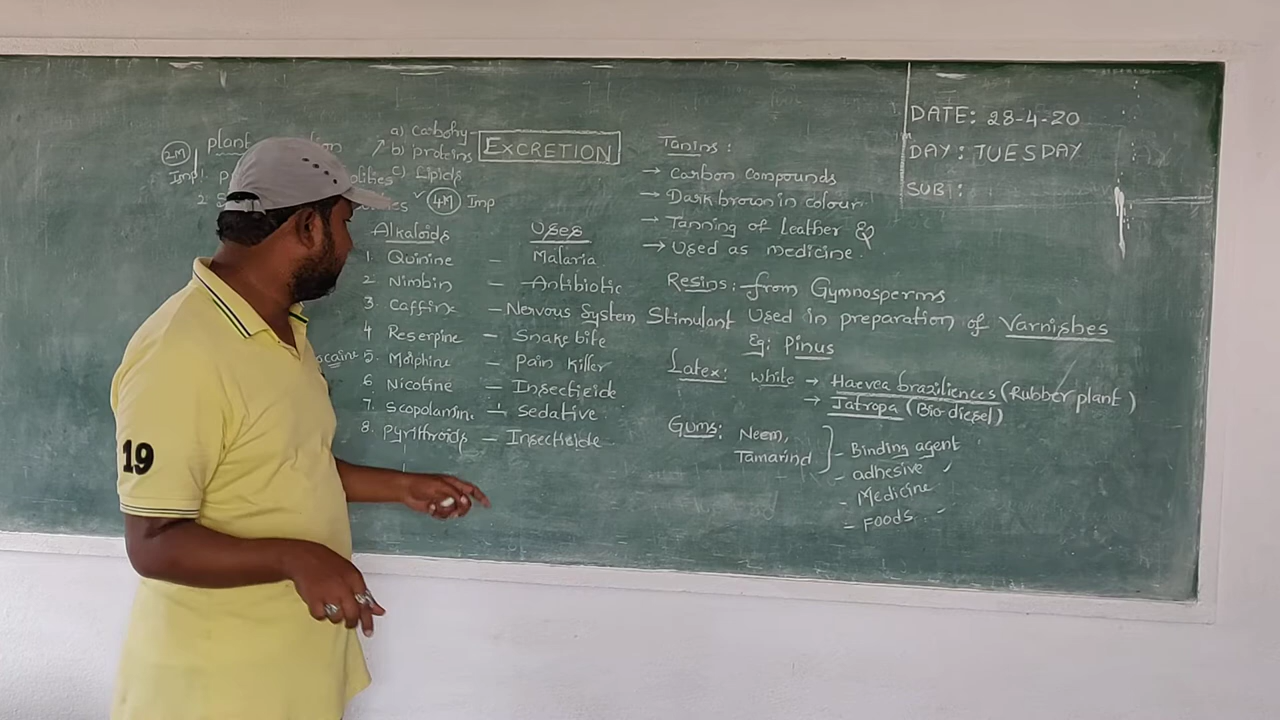 2M
Imp
plant
1. P
2. S
a) Carbohy-
b) proteins
c) Lipids
4M Imp
EXCRETION
Alkaloids Uses
1. Quinine – Malaria
2 Nimbin – Antibiotic
3. Caffine – Nervous System Stimulant
4 Reserpine – Snake bite
5. Morphine – Pain Killer
6 Nicotine – Insecticide
7. Scopolamine – Sedative
8. Pyrithroids – Insecticide
Tanins :
→ Carbon Compounds
→ Dark brown in colour
→ Tanning of Leather &
→ Used as medicine.
Resins: from Gymnosperms
Used in preparation of Varnishes
Eg: Pinus
Latex: white → Haevea braziliences (Rubber plant)
→ Jatropa (Bio diesel)
Gums: Neem,
Tamarind
– Binding agent
– adhesive
– Medicine
– Foods
DATE: 28-4-20
DAY: TUESDAY
SUB:
19